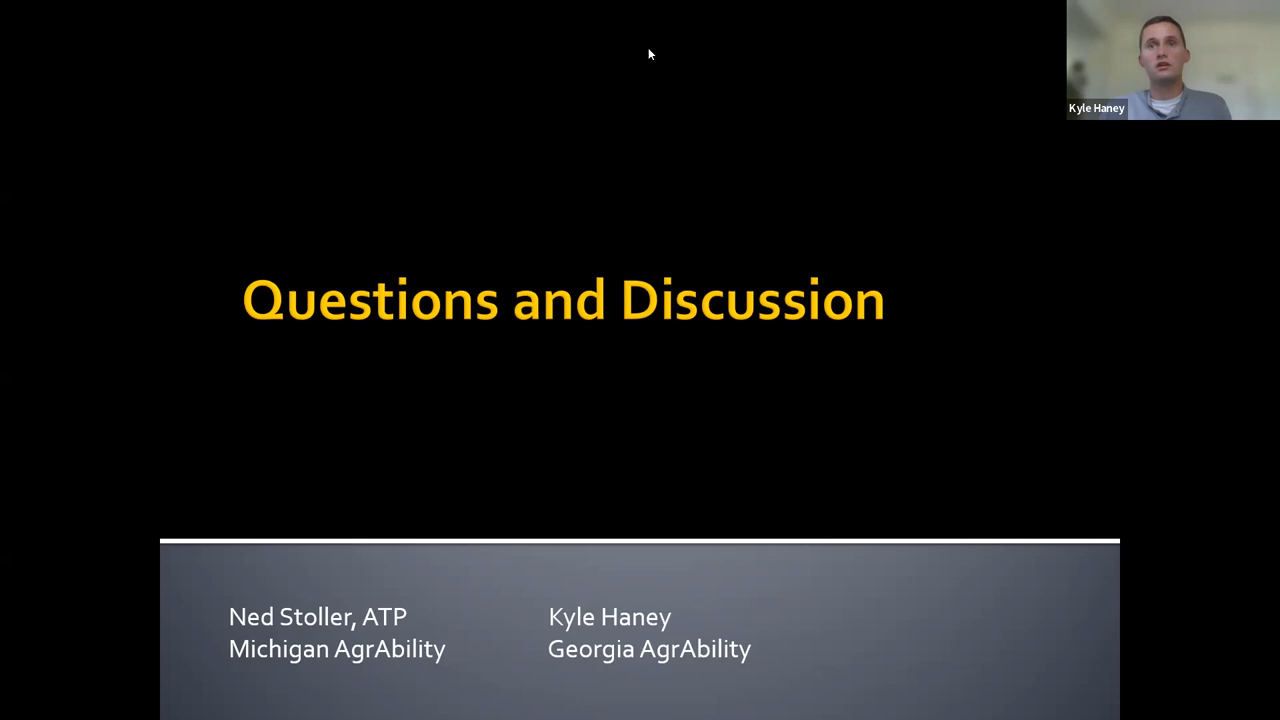 Kyle Haney
Questions and Discussion
Ned Stoller, ATP
Michigan AgrAbility
Kyle Haney
Georgia AgrAbility